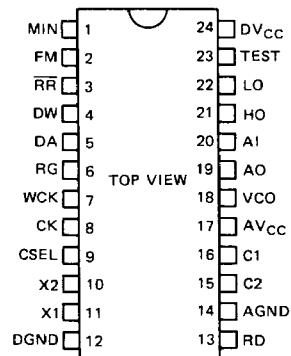 MIN 1 24 DVCC
FM 2 23 TEST
RR 3 22 LO
DW 4 21 HO
DA 5 20 AI
RG 6 19 AO
TOP VIEW
WCK 7 18 VCO
CK 8 17 AVCC
CSEL 9 16 C1
X2 10 15 C2
X1 11 14 AGND
DGND 12 13 RD